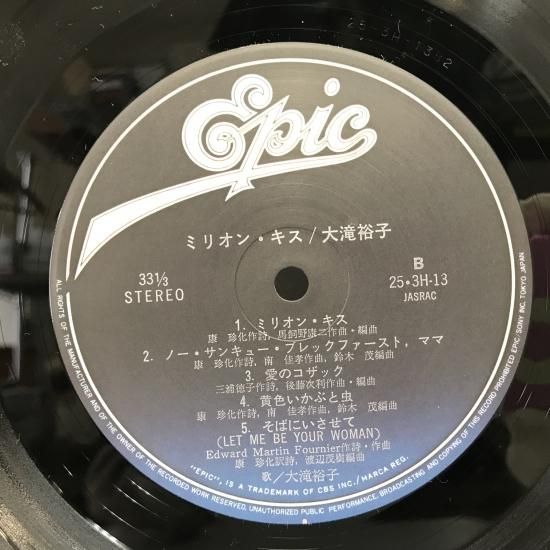 25 3H 13
Epic
ミリオン・キス/大滝裕子
33⅓
STEREO
B
25・3H-13
JASRAC
1. ミリオン・キス
康 珍化作詩, 馬飼野康二作曲・編曲
2. ノー・サンキュー・ブレックファースト, ママ
康 珍化作詩, 南 佳孝作曲, 鈴木 茂編曲
3. 愛のコザック
三浦徳子作詩, 後藤次利作曲・編曲
4. 黄色いかぶと虫
康 珍化作詩, 南 佳孝作曲, 鈴木 茂編曲
5. そばにいさせて
(LET ME BE YOUR WOMAN)
Edward Martin Fournier作詩・作曲
康 珍化訳詩, 渡辺茂樹編曲
歌/大滝裕子
"EPIC", IS A TRADEMARK OF CBS INC./MARCA REG.
ALL RIGHTS OF THE MANUFACTURER AND OF THE OWNER OF THE RECORDED WORK RESERVED, UNAUTHORIZED PUBLIC PERFORMANCE, BROADCASTING AND COPYING OF THIS RECORD PROHIBITED EPIC/SONY INC. TOKYO JAPAN